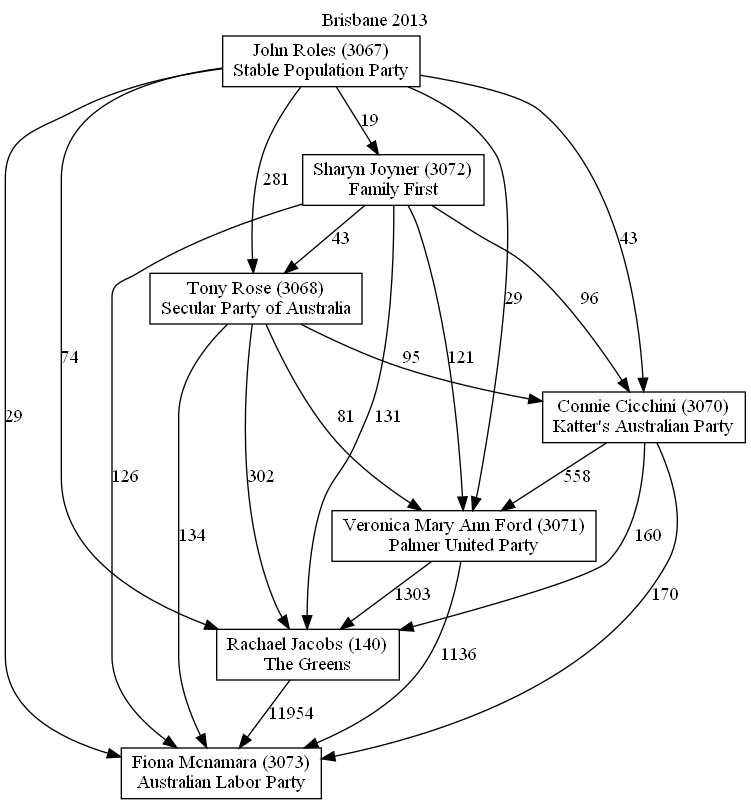 Brisbane 2013
John Roles (3067)
Stable Population Party
19
Sharyn Joyner (3072)
Family First
281
43
43
Tony Rose (3068)
Secular Party of Australia
29
96
74
95
121
Connie Cicchini (3070)
Katter's Australian Party
29
81
131
126
302
558
Veronica Mary Ann Ford (3071)
Palmer United Party
134
160
1303
170
Rachael Jacobs (140)
The Greens
1136
11954
Fiona Mcnamara (3073)
Australian Labor Party